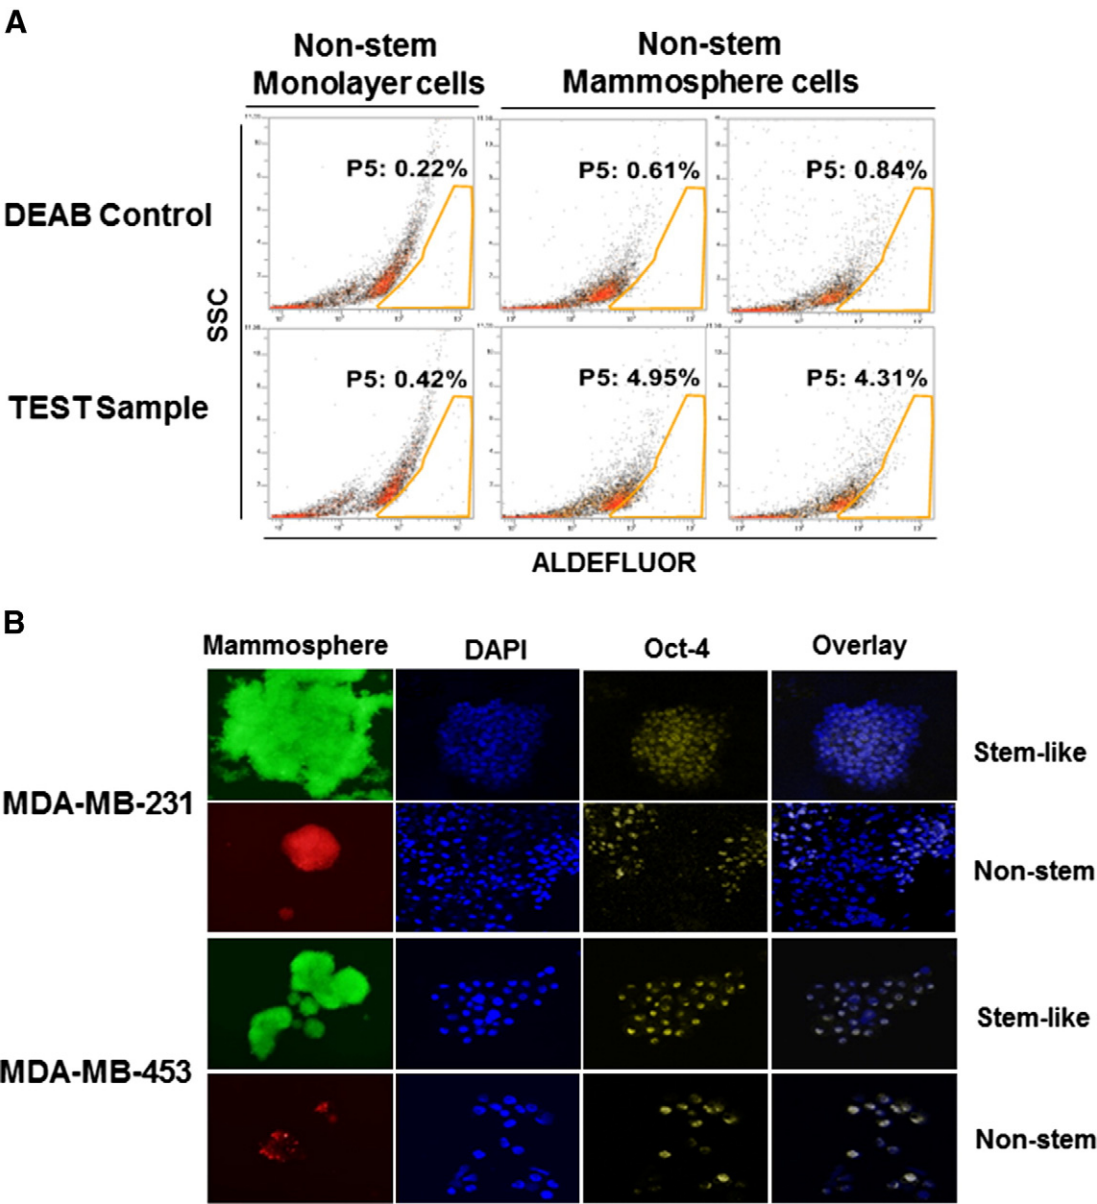 A
Non-stem
Monolayer cells
Non-stem
Mammosphere cells
DEAB Control
P5: 0.22%
P5: 0.61%
P5: 0.84%
SSC
TEST Sample
P5: 0.42%
P5: 4.95%
P5: 4.31%
ALDEFLUOR
B
Mammosphere
DAPI
Oct-4
Overlay
MDA-MB-231
Stem-like
Non-stem
MDA-MB-453
Stem-like
Non-stem